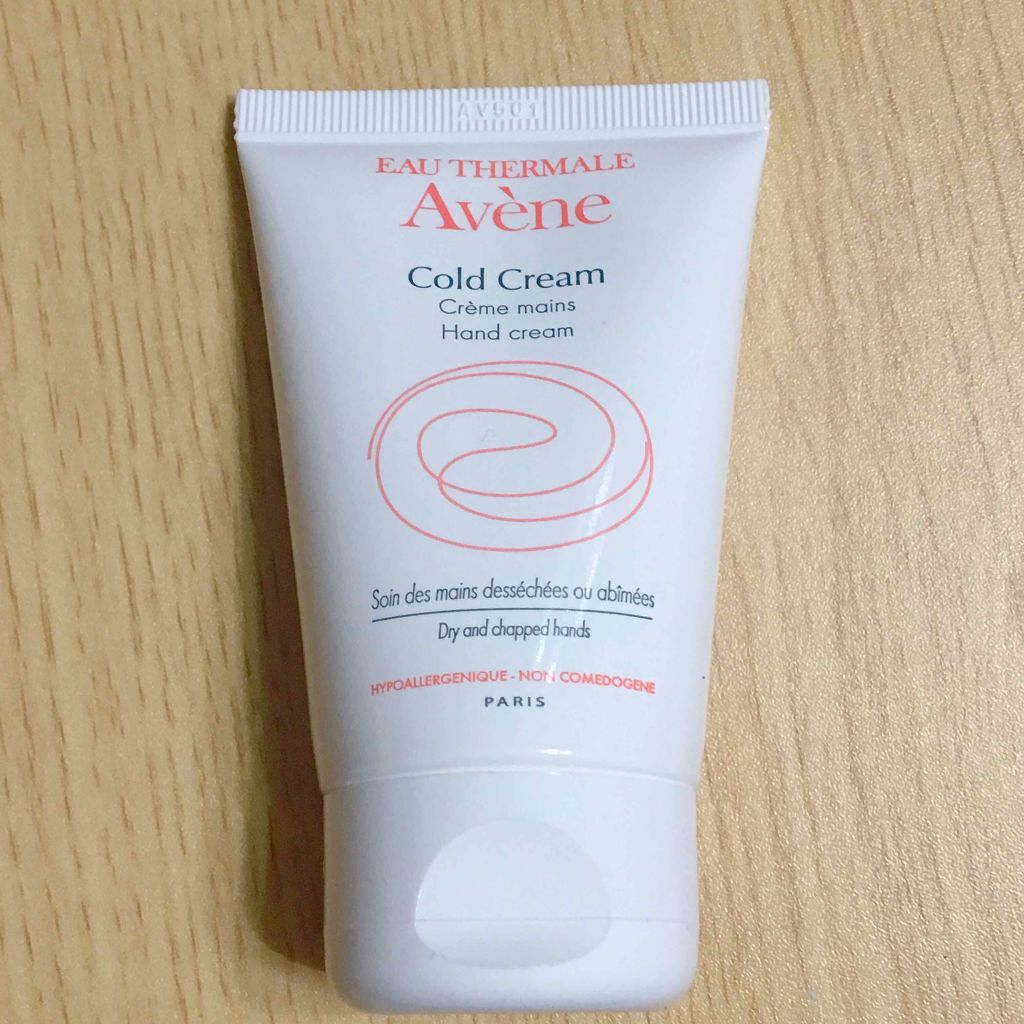 AV901
EAU THERMALE
Avène
Cold Cream
Crème mains
Hand cream
Soin des mains desséchées ou abîmées
Dry and chapped hands
HYPOALLERGENIQUE - NON COMEDOGENE
PARIS